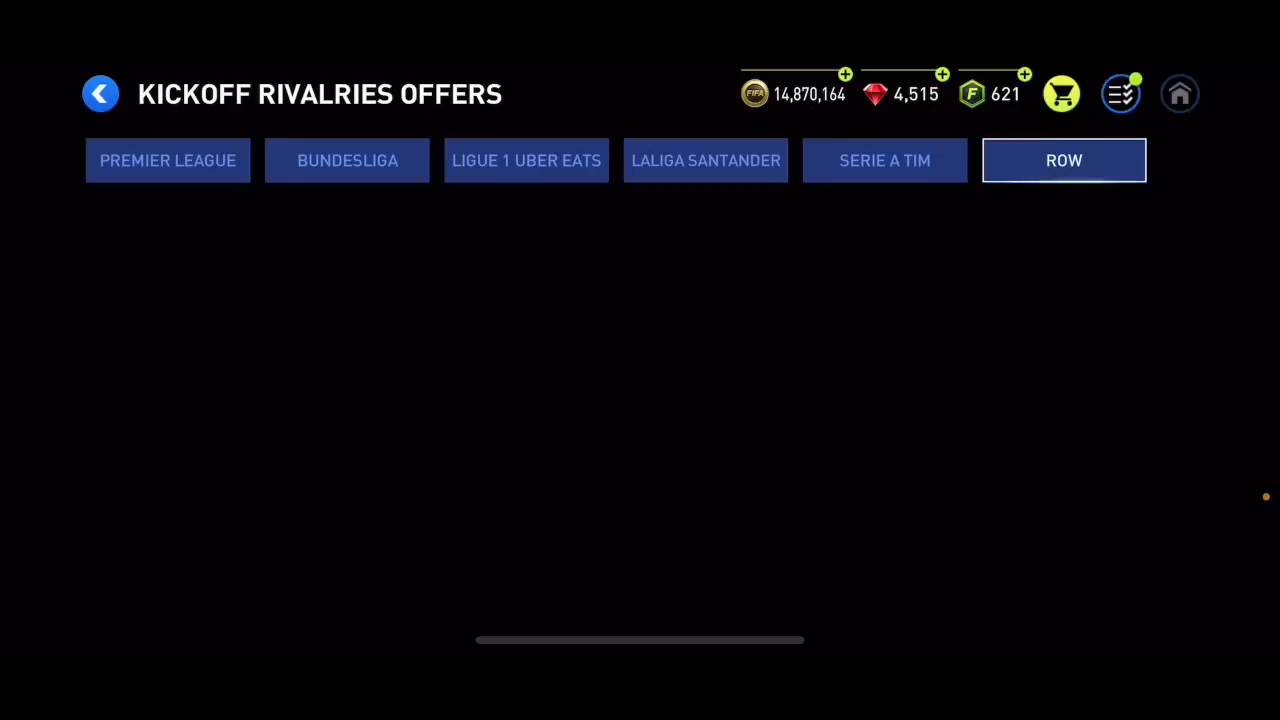 KICKOFF RIVALRIES OFFERS
FIFA 14,870,164 4,515 F 621
PREMIER LEAGUE BUNDESLIGA LIGUE 1 UBER EATS LALIGA SANTANDER SERIE A TIM ROW